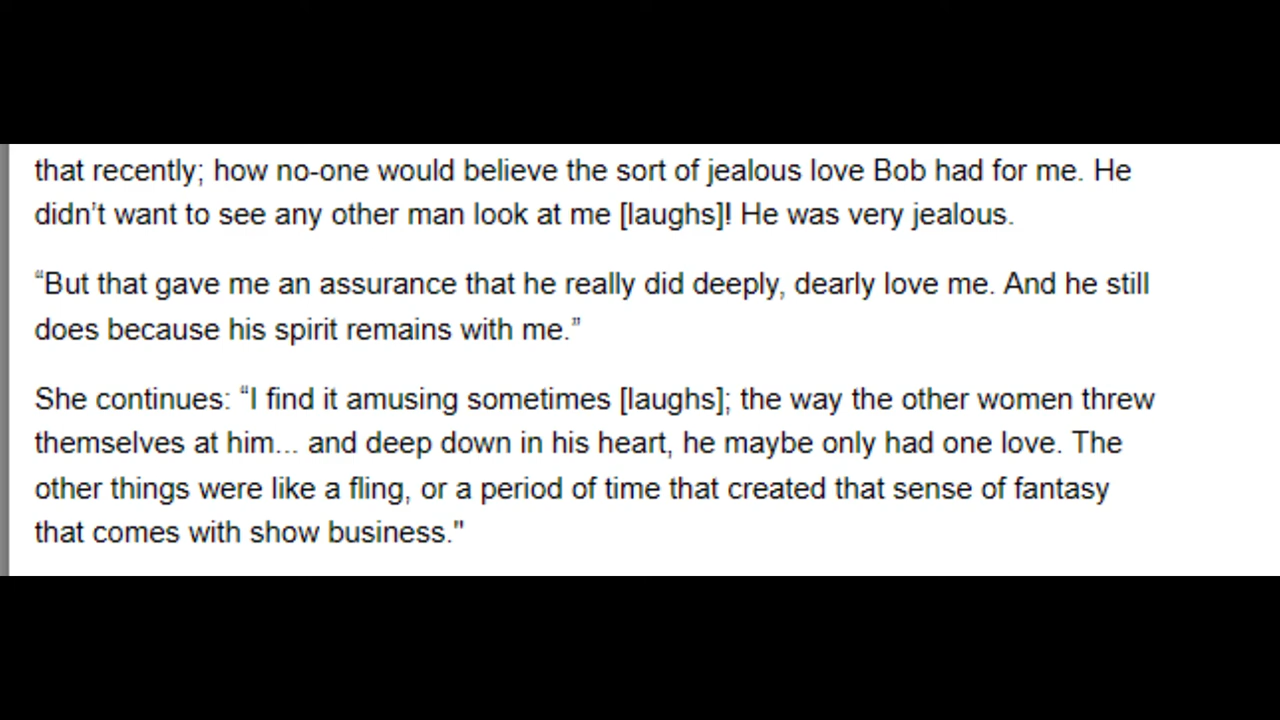 that recently; how no-one would believe the sort of jealous love Bob had for me. He
didn’t want to see any other man look at me [laughs]! He was very jealous.
“But that gave me an assurance that he really did deeply, dearly love me. And he still
does because his spirit remains with me.”
She continues: “I find it amusing sometimes [laughs]; the way the other women threw
themselves at him... and deep down in his heart, he maybe only had one love. The
other things were like a fling, or a period of time that created that sense of fantasy
that comes with show business."